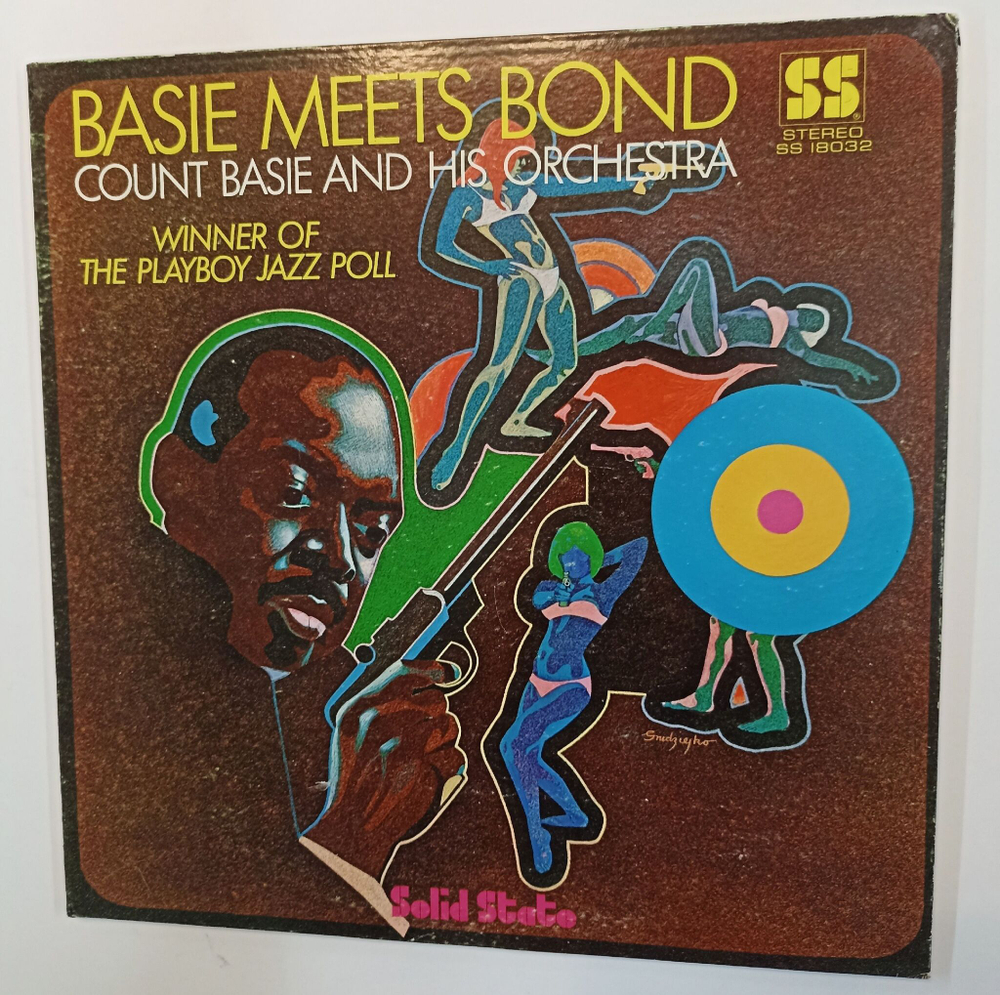 BASIE MEETS BOND
COUNT BASIE AND HIS ORCHESTRA
WINNER OF
THE PLAYBOY JAZZ POLL
SS
®
STEREO
SS 18032
Solid State